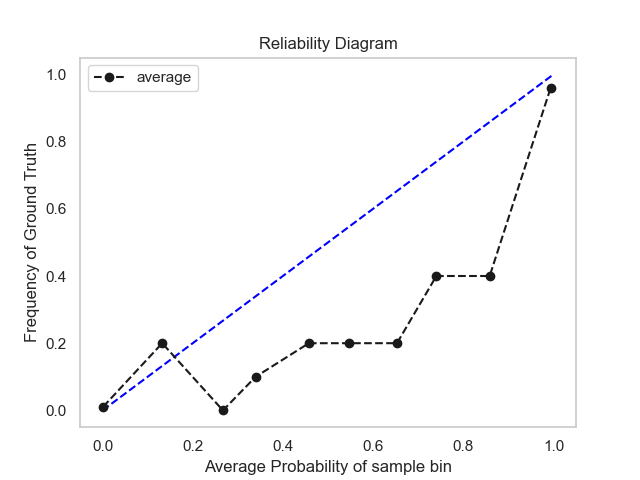 Reliability Diagram
average
Frequency of Ground Truth
1.0
0.8
0.6
0.4
0.2
0.0
0.0 0.2 0.4 0.6 0.8 1.0
Average Probability of sample bin